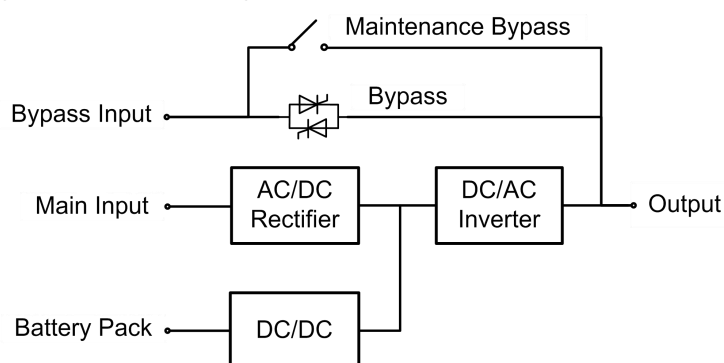 Maintenance Bypass
Bypass
Bypass Input
AC/DC
Rectifier
DC/AC
Inverter
Main Input
Output
Battery Pack
DC/DC